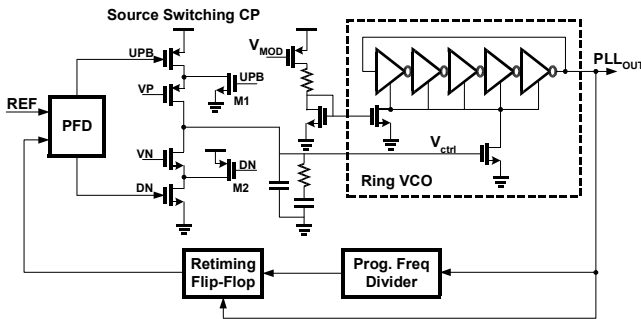 Source Switching CP
UPB
VP
UPB
M1
REF
PFD
VN
DN
DN
M2
VMOD
PLLOUT
Vctrl
Ring VCO
Retiming
Flip-Flop
Prog. Freq
Divider